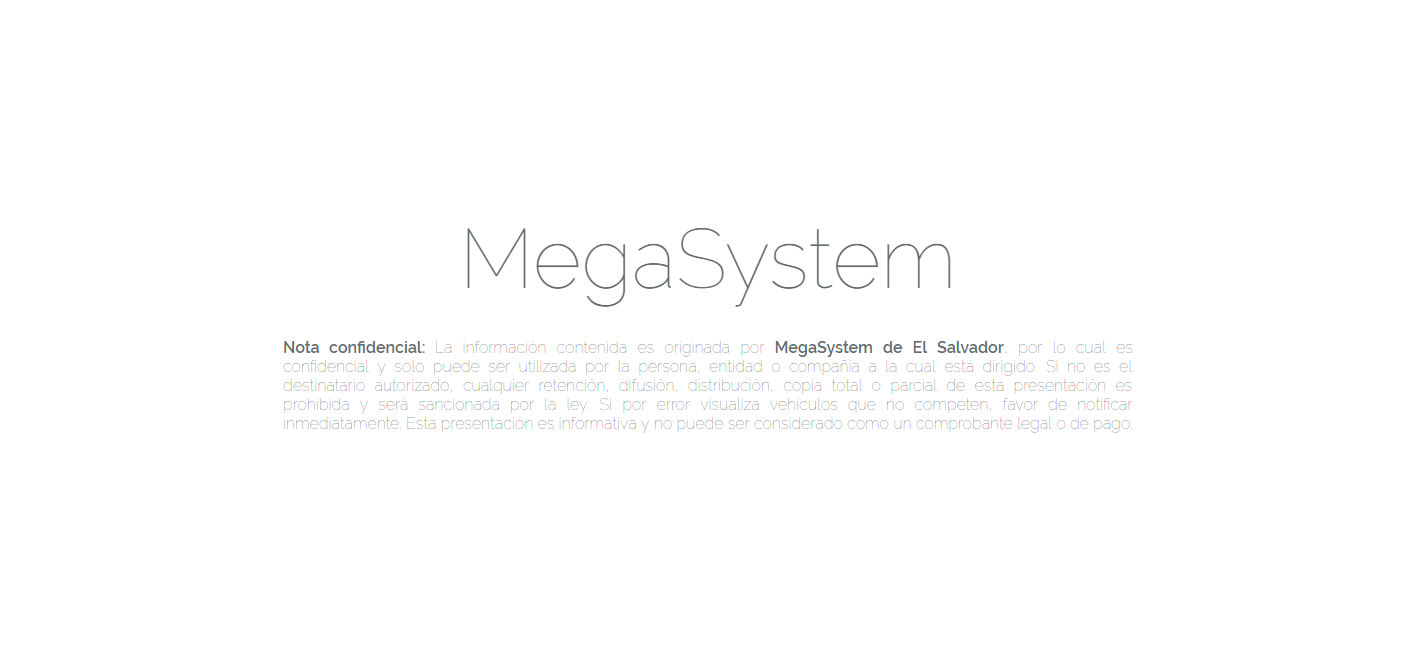 MegaSystem
Nota confidencial: La información contenida es originada por MegaSystem de El Salvador, por lo cual es
confidencial y solo puede ser utilizada por la persona, entidad o compañía a la cual está dirigido. Si no es el
destinatario autorizado, cualquier retención, difusión, distribución, copia total o parcial de esta presentación es
prohibida y será sancionada por la ley. Si por error visualiza vehículos que no competen, favor de notificar
inmediatamente. Esta presentación es informativa y no puede ser considerado como un comprobante legal o de pago.